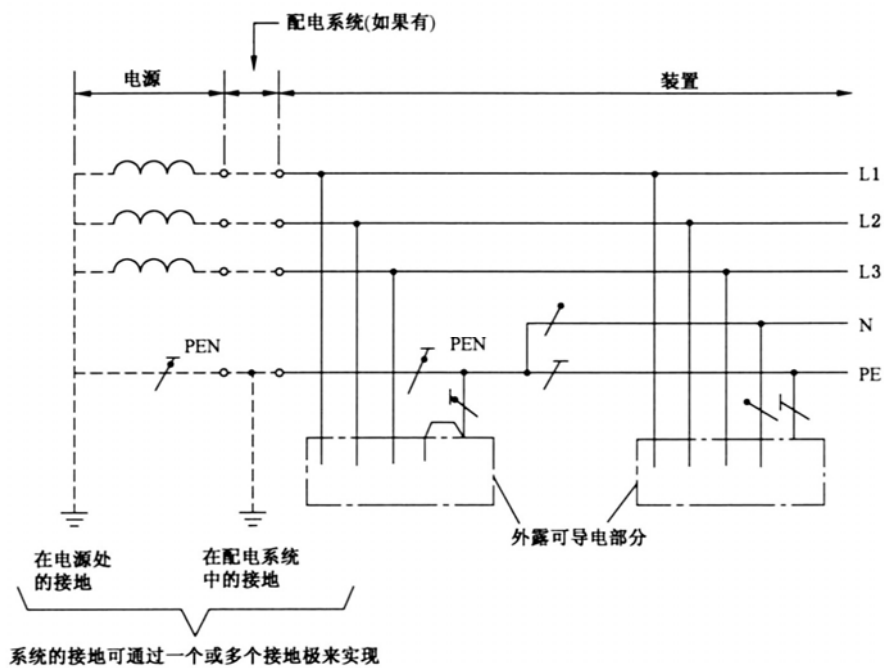 配电系统(如果有)
电源
装置
L1
L2
L3
N
PEN
PEN
PE
外露可导电部分
在电源处
的接地
在配电系统
中的接地
系统的接地可通过一个或多个接地极来实现